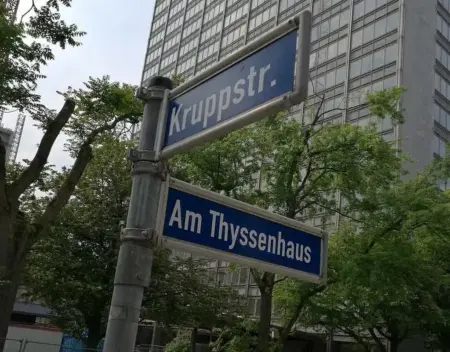 Kruppstr.
Am Thyssenhaus